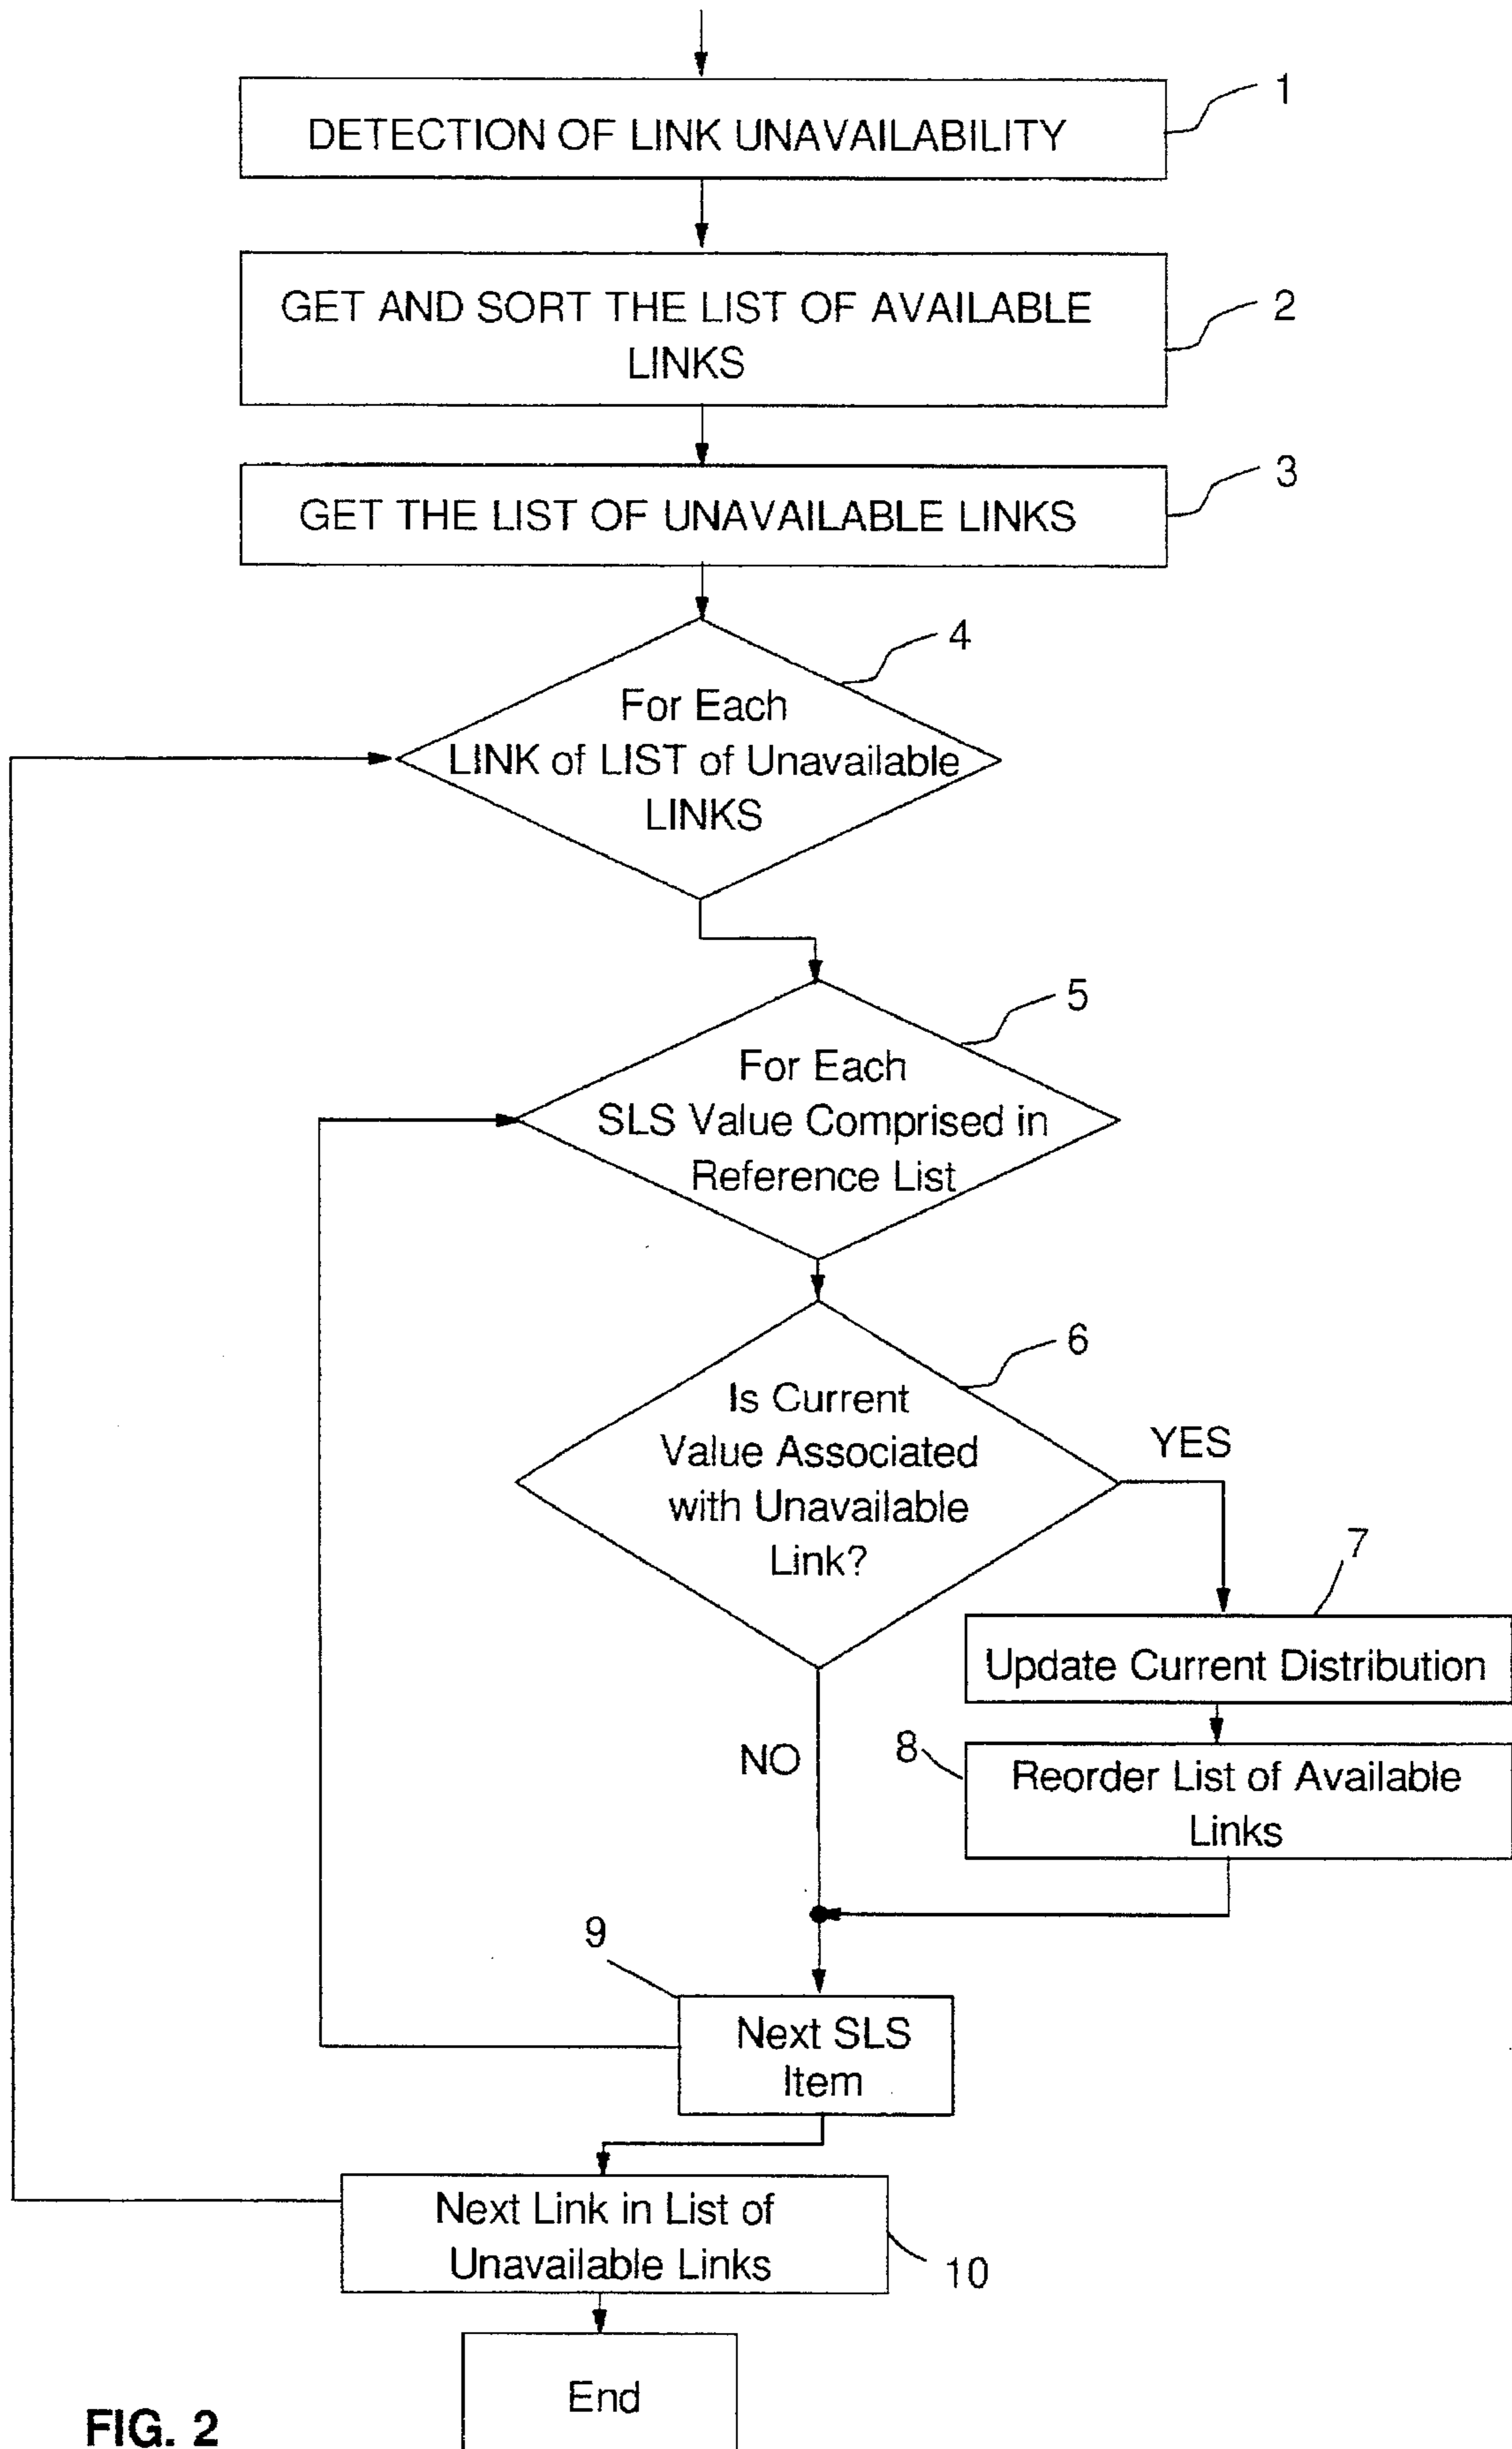 1
DETECTION OF LINK UNAVAILABILITY
2
GET AND SORT THE LIST OF AVAILABLE
LINKS
3
GET THE LIST OF UNAVAILABLE LINKS
4
For Each
LINK of LIST of Unavailable
LINKS
5
For Each
SLS Value Comprised in
Reference List
6
Is Current
Value Associated
with Unavailable
Link?
YES
7
Update Current Distribution
NO
8
Reorder List of Available
Links
9
Next SLS
Item
Next Link in List of
Unavailable Links
10
End
FIG. 2